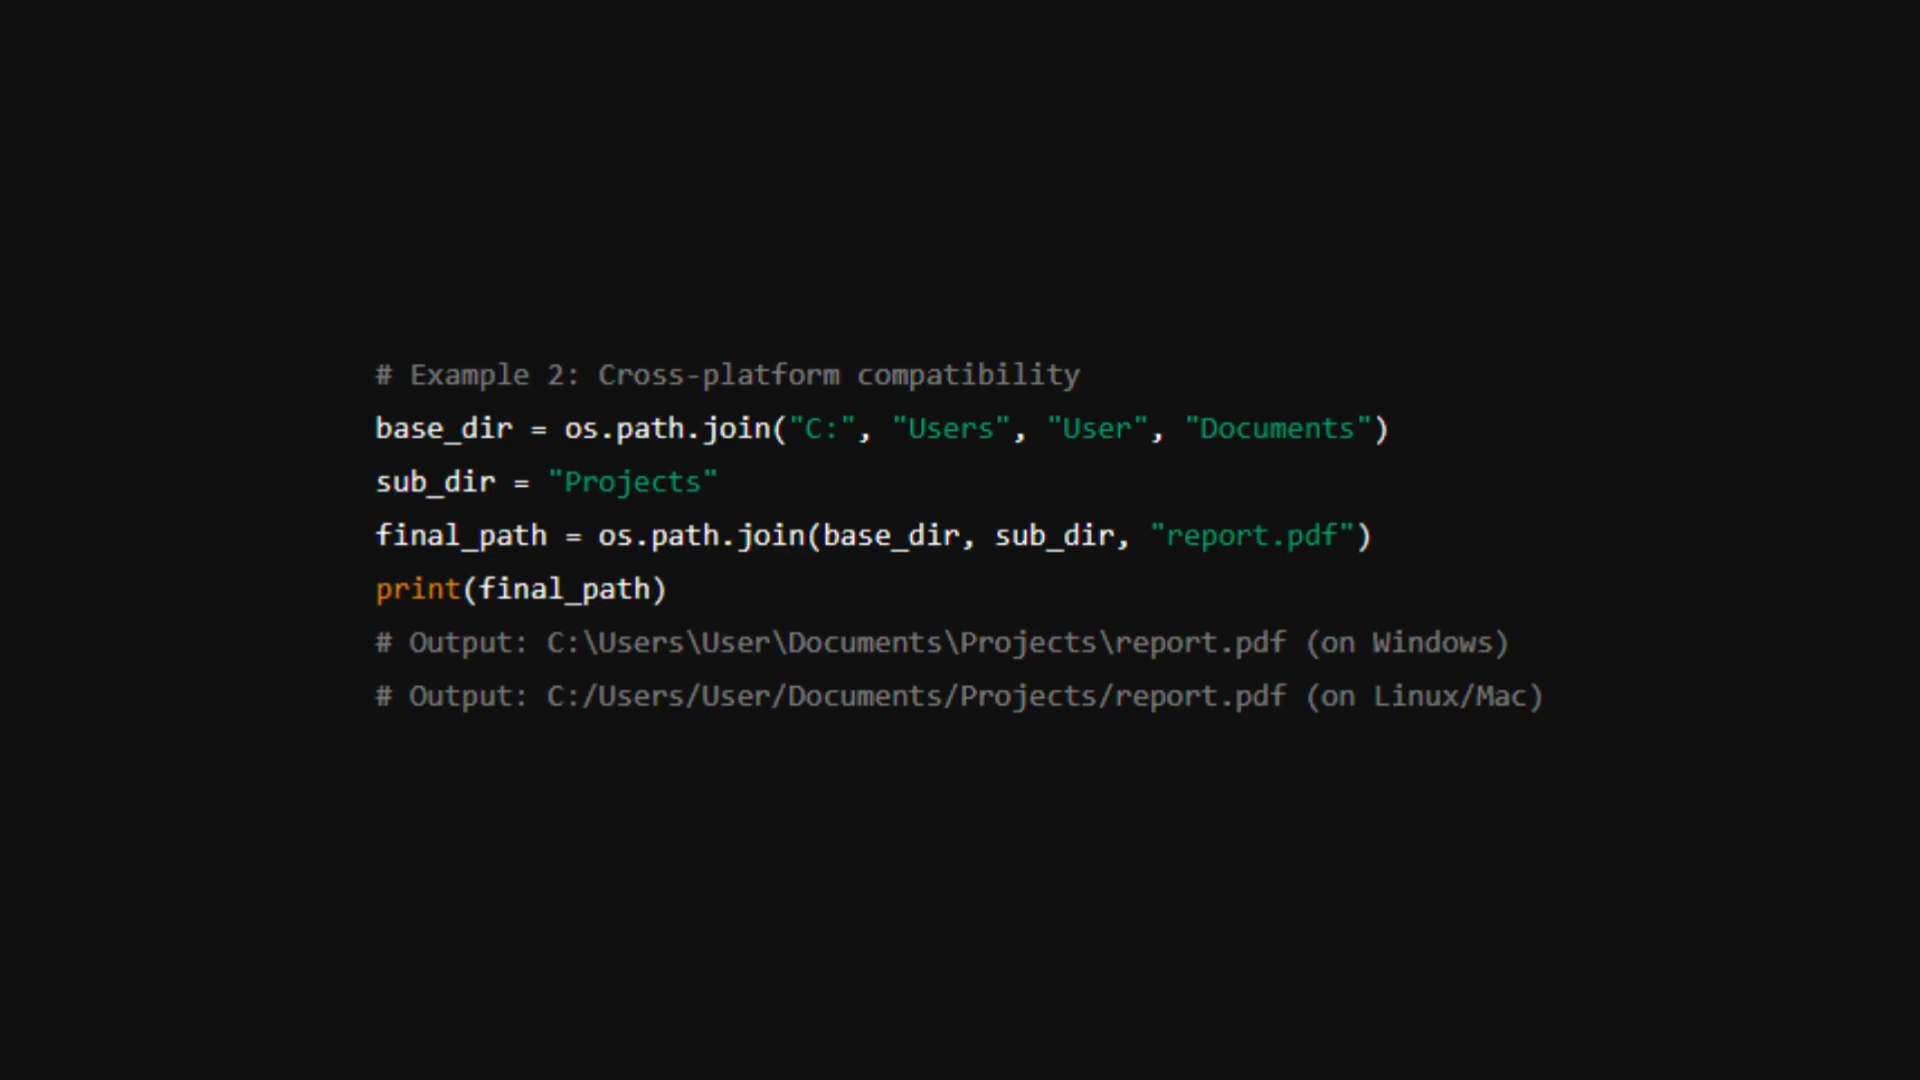 # Example 2: Cross-platform compatibility
base_dir = os.path.join("C:", "Users", "User", "Documents")
sub_dir = "Projects"
final_path = os.path.join(base_dir, sub_dir, "report.pdf")
print(final_path)
# Output: C:\Users\User\Documents\Projects\report.pdf (on Windows)
# Output: C:/Users/User/Documents/Projects/report.pdf (on Linux/Mac)